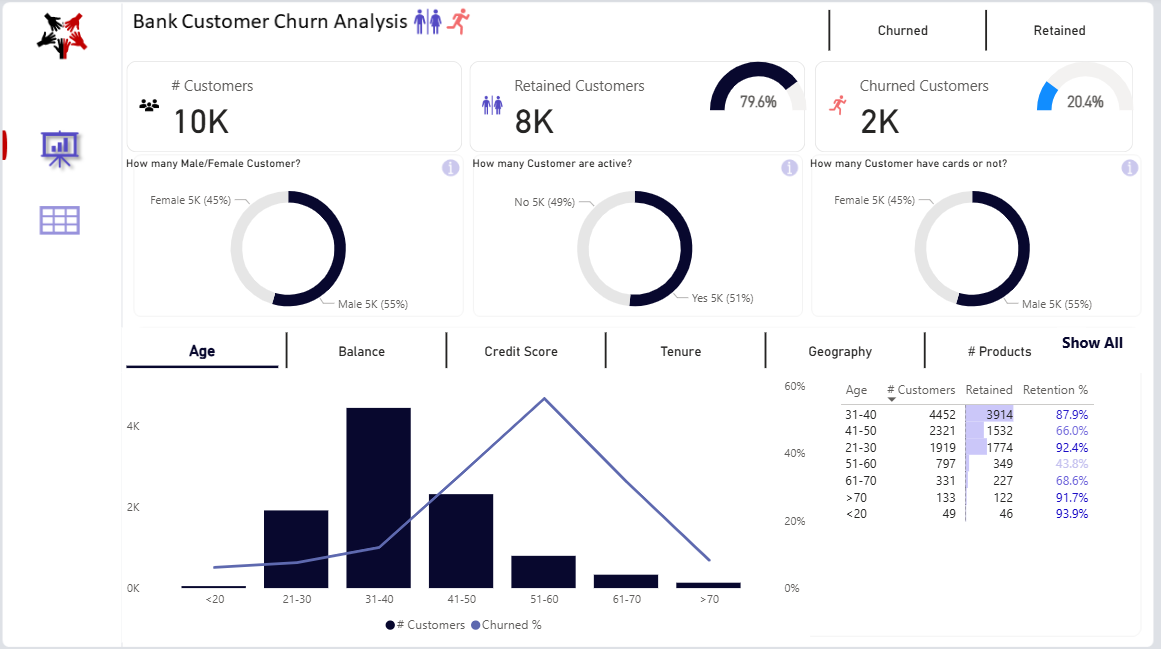 Bank Customer Churn Analysis
Churned
Retained
# Customers
10K
Retained Customers
8K
79.6%
Churned Customers
2K
20.4%
How many Male/Female Customer?
i
Female 5K (45%)
Male 5K (55%)
How many Customer are active?
i
No 5K (49%)
Yes 5K (51%)
How many Customer have cards or not?
i
Female 5K (45%)
Male 5K (55%)
Age
Balance
Credit Score
Tenure
Geography
# Products
Show All
4K
2K
0K
60%
40%
20%
0%
<20
21-30
31-40
41-50
51-60
61-70
>70
# Customers
Churned %
Age # Customers Retained Retention %
31-40 4452 3914 87.9%
41-50 2321 1532 66.0%
21-30 1919 1774 92.4%
51-60 797 349 43.8%
61-70 331 227 68.6%
>70 133 122 91.7%
<20 49 46 93.9%